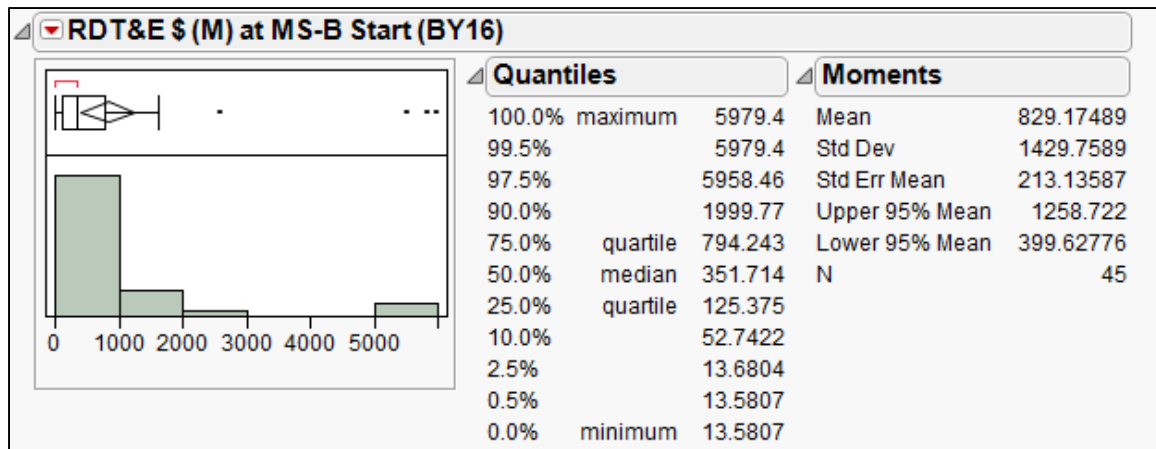 RDT&E $ (M) at MS-B Start (BY16)
0 1000 2000 3000 4000 5000
Quantiles
100.0% maximum 5979.4
99.5% 5979.4
97.5% 5958.46
90.0% 1999.77
75.0% quartile 794.243
50.0% median 351.714
25.0% quartile 125.375
10.0% 52.7422
2.5% 13.6804
0.5% 13.5807
0.0% minimum 13.5807
Moments
Mean 829.17489
Std Dev 1429.7589
Std Err Mean 213.13587
Upper 95% Mean 1258.722
Lower 95% Mean 399.62776
N 45